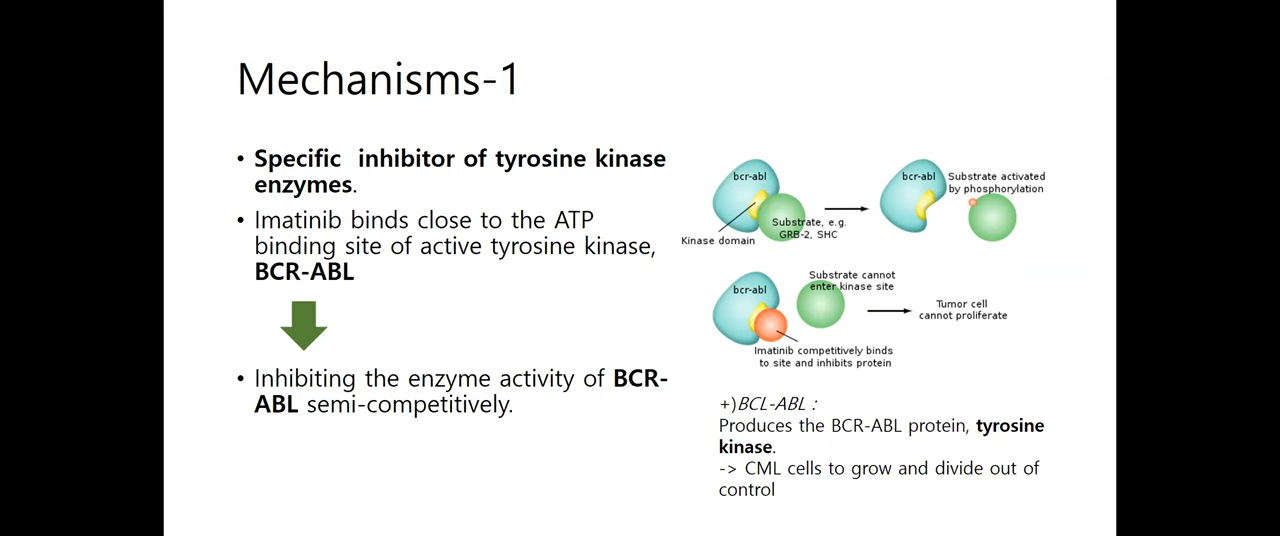 Mechanisms-1
• Specific inhibitor of tyrosine kinase
enzymes.
• Imatinib binds close to the ATP
binding site of active tyrosine kinase,
BCR-ABL
• Inhibiting the enzyme activity of BCR-
ABL semi-competitively.
bcr-abl
Kinase domain
Substrate, e.g.
GRB-2, SHC
bcr-abl
Substrate activated
by phosphorylation
bcr-abl
Substrate cannot
enter kinase site
Imatinib competitively binds
to site and inhibits protein
Tumor cell
cannot proliferate
+)BCL-ABL :
Produces the BCR-ABL protein, tyrosine
kinase.
-> CML cells to grow and divide out of
control